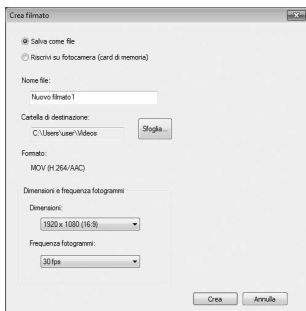 Crea filmato
Salva come file
Riscrivi su fotocamera (card di memoria)
Nome file:
Nuovo filmato1
Cartella di destinazione:
C:\Users\user\Videos
Sfoglia...
Formato:
MOV (H.264/AAC)
Dimensioni e frequenza fotogrammi
Dimensioni:
1920 x 1080 (16:9)
Frequenza fotogrammi:
30 fps
Crea
Annulla